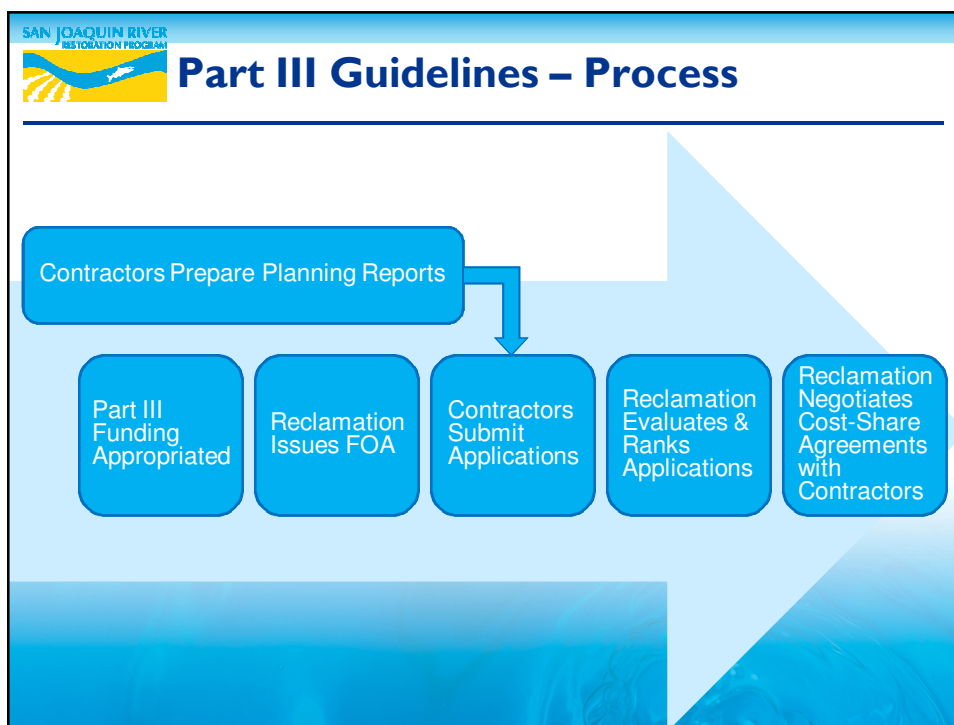 SAN JOAQUIN RIVER
RESTORATION PROGRAM
Part III Guidelines – Process
Contractors Prepare Planning Reports
Part III
Funding
Appropriated
Reclamation
Issues FOA
Contractors
Submit
Applications
Reclamation
Evaluates &
Ranks
Applications
Reclamation
Negotiates
Cost-Share
Agreements
with
Contractors